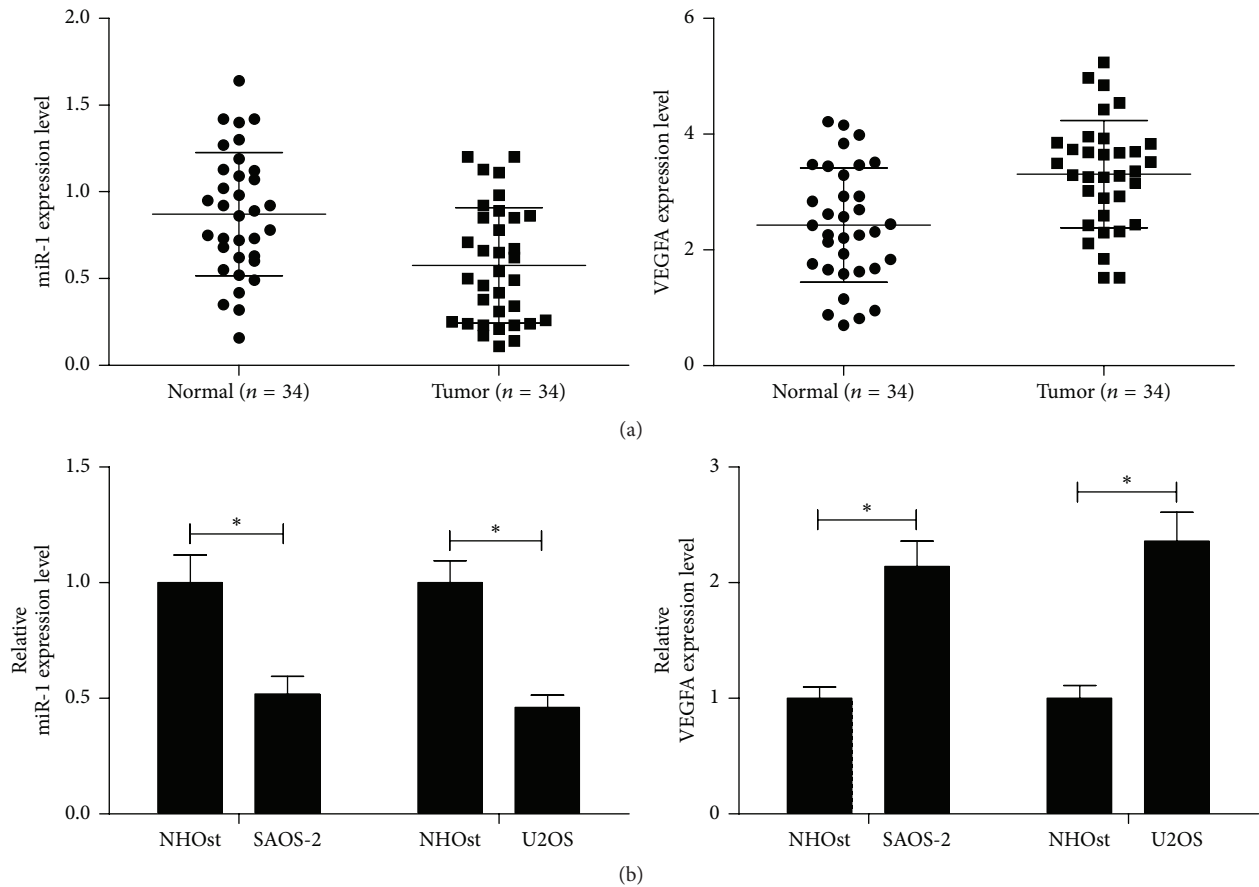 miR-1 expression level
2.0
1.5
1.0
0.5
0.0
Normal (n = 34)
Tumor (n = 34)
VEGFA expression level
6
4
2
0
Normal (n = 34)
Tumor (n = 34)
(a)
Relative
miR-1 expression level
1.5
1.0
0.5
0.0
*
*
NHOst
SAOS-2
NHOst
U2OS
Relative
VEGFA expression level
3
2
1
0
*
*
NHOst
SAOS-2
NHOst
U2OS
(b)